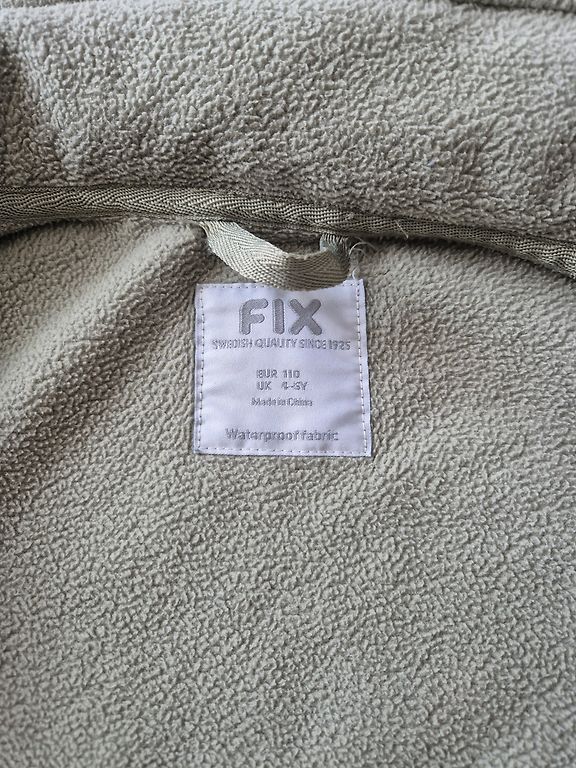 FIX
SWEDISH QUALITY SINCE 1925
EUR 110
UK 4-5Y
Made in China
Waterproof fabric